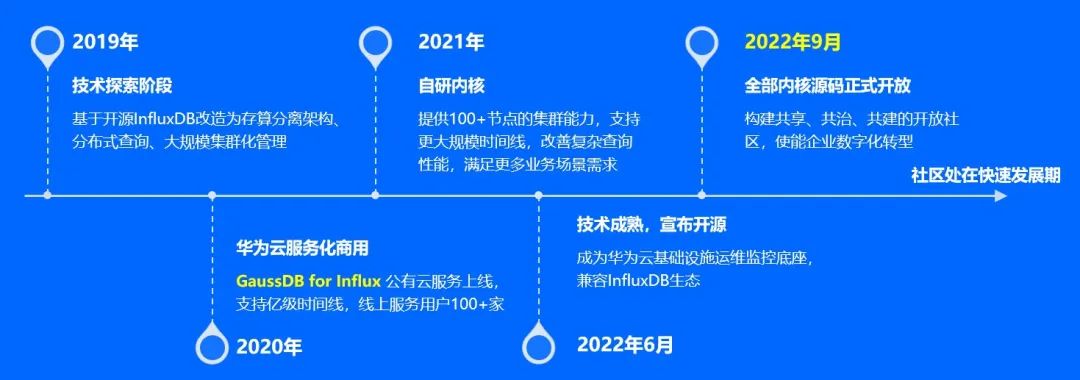 2019年
技术探索阶段
基于开源InfluxDB改造为存算分离架构、
分布式查询、大规模集群化管理
华为云服务化商用
GaussDB for Influx 公有云服务上线，
支持亿级时间线，线上服务用户100+家
2020年
2021年
自研内核
提供100+节点的集群能力，支持
更大规模时间线，改善复杂查询
性能，满足更多业务场景需求
技术成熟，宣布开源
成为华为云基础设施运维监控底座，
兼容InfluxDB生态
2022年6月
2022年9月
全部内核源码正式开放
构建共享、共治、共建的开放社
区，使能企业数字化转型
社区处在快速发展期